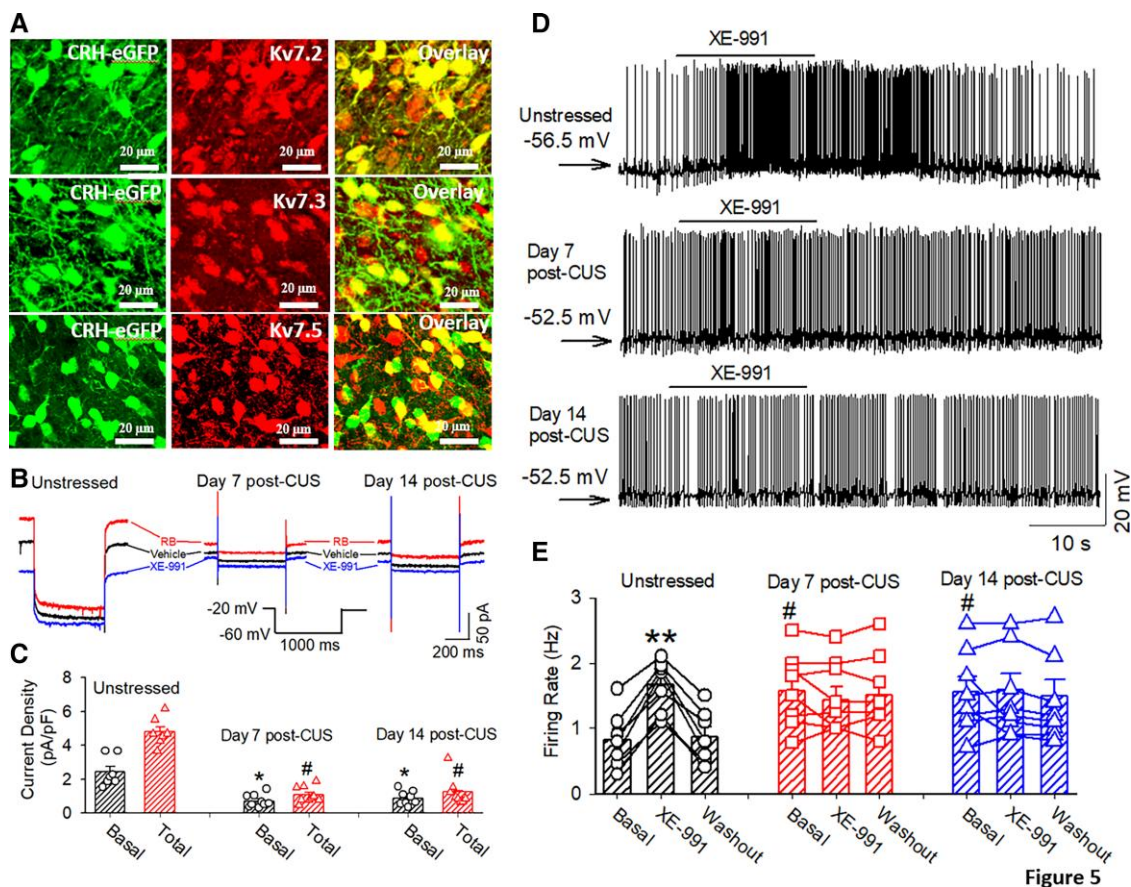 A
CRH-eGFP Kv7.2 Overlay
20 µm 20 µm 20 µm
CRH-eGFP Kv7.3 Overlay
20 µm 20 µm 20 µm
CRH-eGFP Kv7.5 Overlay
20 µm 20 µm 20 µm
B
Unstressed Day 7 post-CUS Day 14 post-CUS
RB RB
Vehicle Vehicle
XE-991 XE-991
-20 mV
-60 mV
1000 ms
50 pA
200 ms
C
Current Density
(pA/pF)
8
6
4
2
0
Unstressed
Day 7 post-CUS Day 14 post-CUS
* # * #
Basal Total Basal Total Basal Total
D
XE-991
Unstressed
-56.5 mV
XE-991
Day 7
post-CUS
-52.5 mV
XE-991
Day 14
post-CUS
-52.5 mV
20 mV
10 s
E
Unstressed Day 7 post-CUS Day 14 post-CUS
Firing Rate (Hz)
3
2
1
0
** # #
Basal XE-991 Washout Basal XE-991 Washout Basal XE-991 Washout
Figure 5